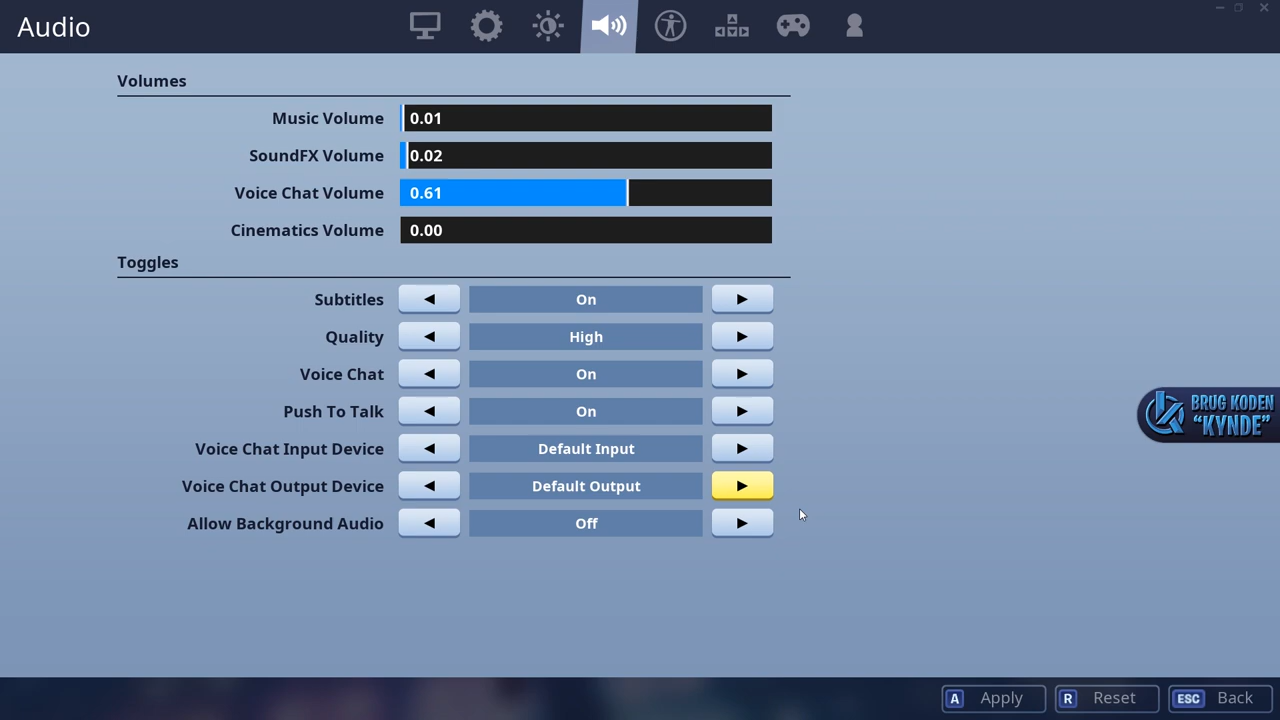 Audio
Volumes
Music Volume 0.01
SoundFX Volume 0.02
Voice Chat Volume 0.61
Cinematics Volume 0.00
Toggles
Subtitles On
Quality High
Voice Chat On
Push To Talk On
Voice Chat Input Device Default Input
Voice Chat Output Device Default Output
Allow Background Audio Off
BRUG KODEN
"KYNDE"
A Apply R Reset ESC Back